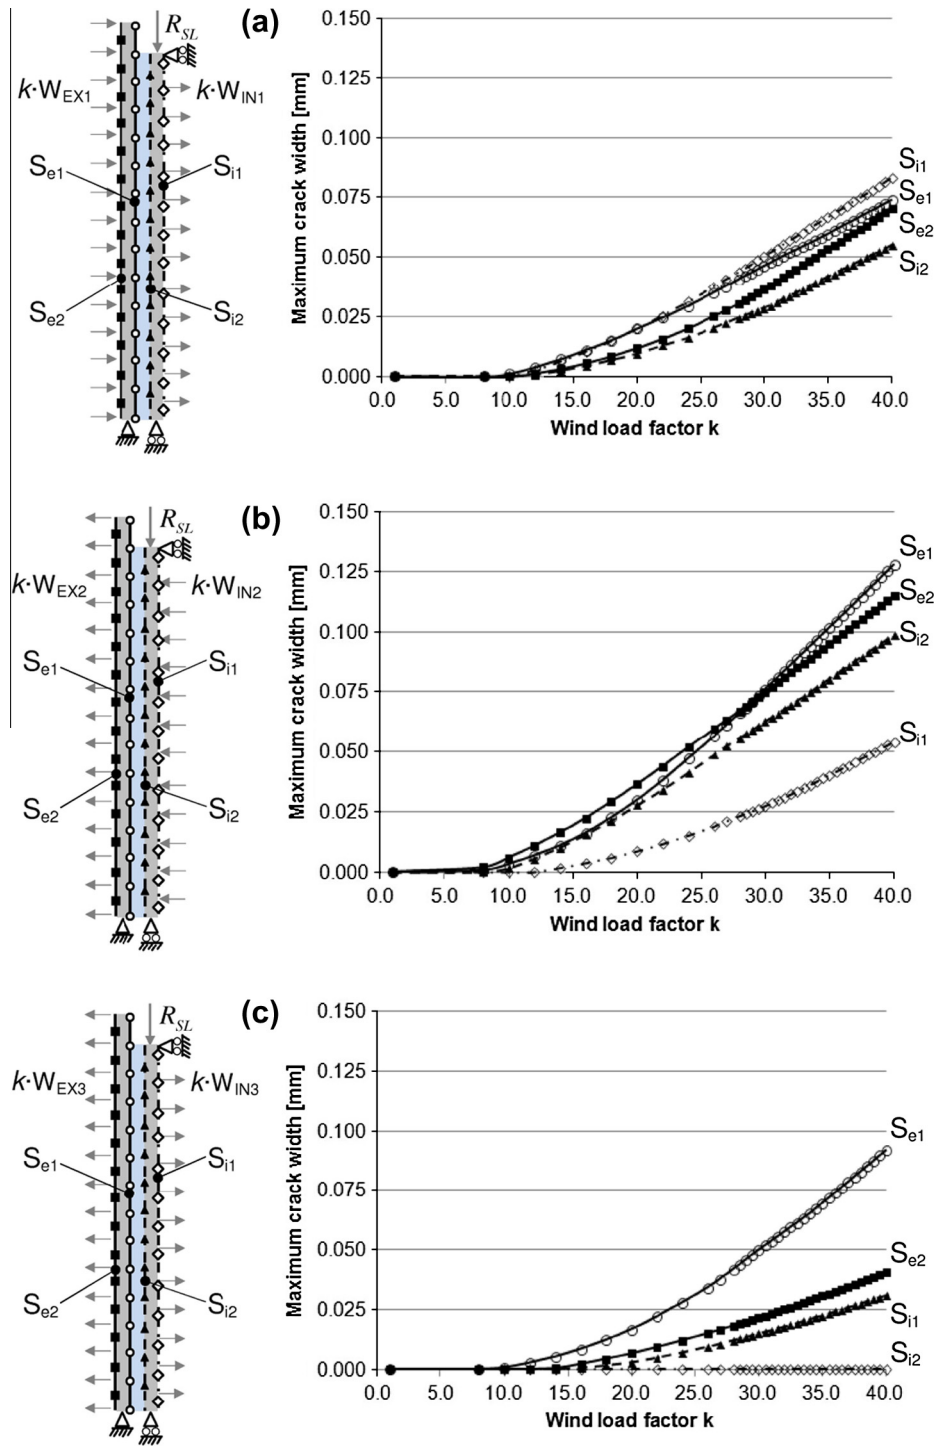 (a)
R_SL
k·W_EX1
k·W_IN1
S_e1
S_i1
S_e2
S_i2
Maximum crack width [mm]
0.150
0.125
0.100
0.075
0.050
0.025
0.000
S_i1
S_e1
S_e2
S_i2
0.0 5.0 10.0 15.0 20.0 25.0 30.0 35.0 40.0
Wind load factor k
(b)
R_SL
k·W_EX2
k·W_IN2
S_e1
S_i1
S_e2
S_i2
Maximum crack width [mm]
0.150
0.125
0.100
0.075
0.050
0.025
0.000
S_e1
S_e2
S_i2
S_i1
0.0 5.0 10.0 15.0 20.0 25.0 30.0 35.0 40.0
Wind load factor k
(c)
R_SL
k·W_EX3
k·W_IN3
S_e1
S_i1
S_e2
S_i2
Maximum crack width [mm]
0.150
0.125
0.100
0.075
0.050
0.025
0.000
S_e1
S_e2
S_i1
S_i2
0.0 5.0 10.0 15.0 20.0 25.0 30.0 35.0 40.0
Wind load factor k